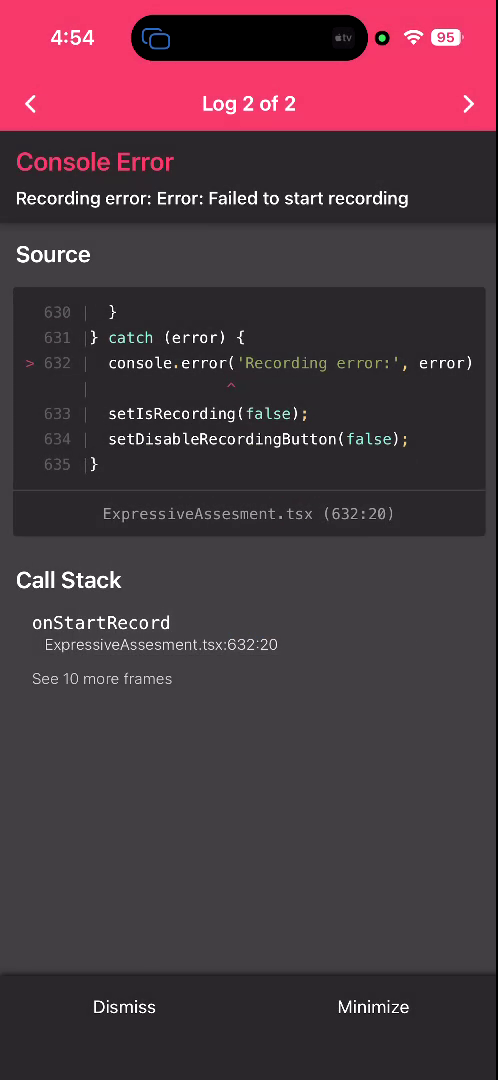 4:54
tv
95
Log 2 of 2
Console Error
Recording error: Error: Failed to start recording
Source
630 | }
631 |} catch (error) {
> 632 | console.error('Recording error:', error)
| ^
633 | setIsRecording(false);
634 | setDisableRecordingButton(false);
635 |}
ExpressiveAssesment.tsx (632:20)
Call Stack
onStartRecord
ExpressiveAssesment.tsx:632:20
See 10 more frames
Dismiss Minimize